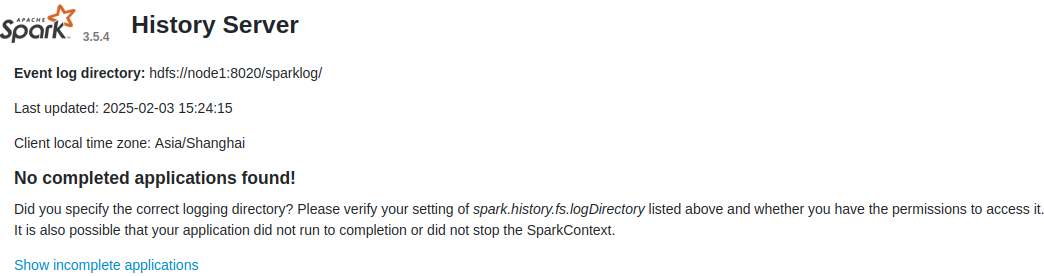 APACHE
Spark™ 3.5.4 History Server
Event log directory: hdfs://node1:8020/sparklog/
Last updated: 2025-02-03 15:24:15
Client local time zone: Asia/Shanghai
No completed applications found!
Did you specify the correct logging directory? Please verify your setting of spark.history.fs.logDirectory listed above and whether you have the permissions to access it.
It is also possible that your application did not run to completion or did not stop the SparkContext.
Show incomplete applications